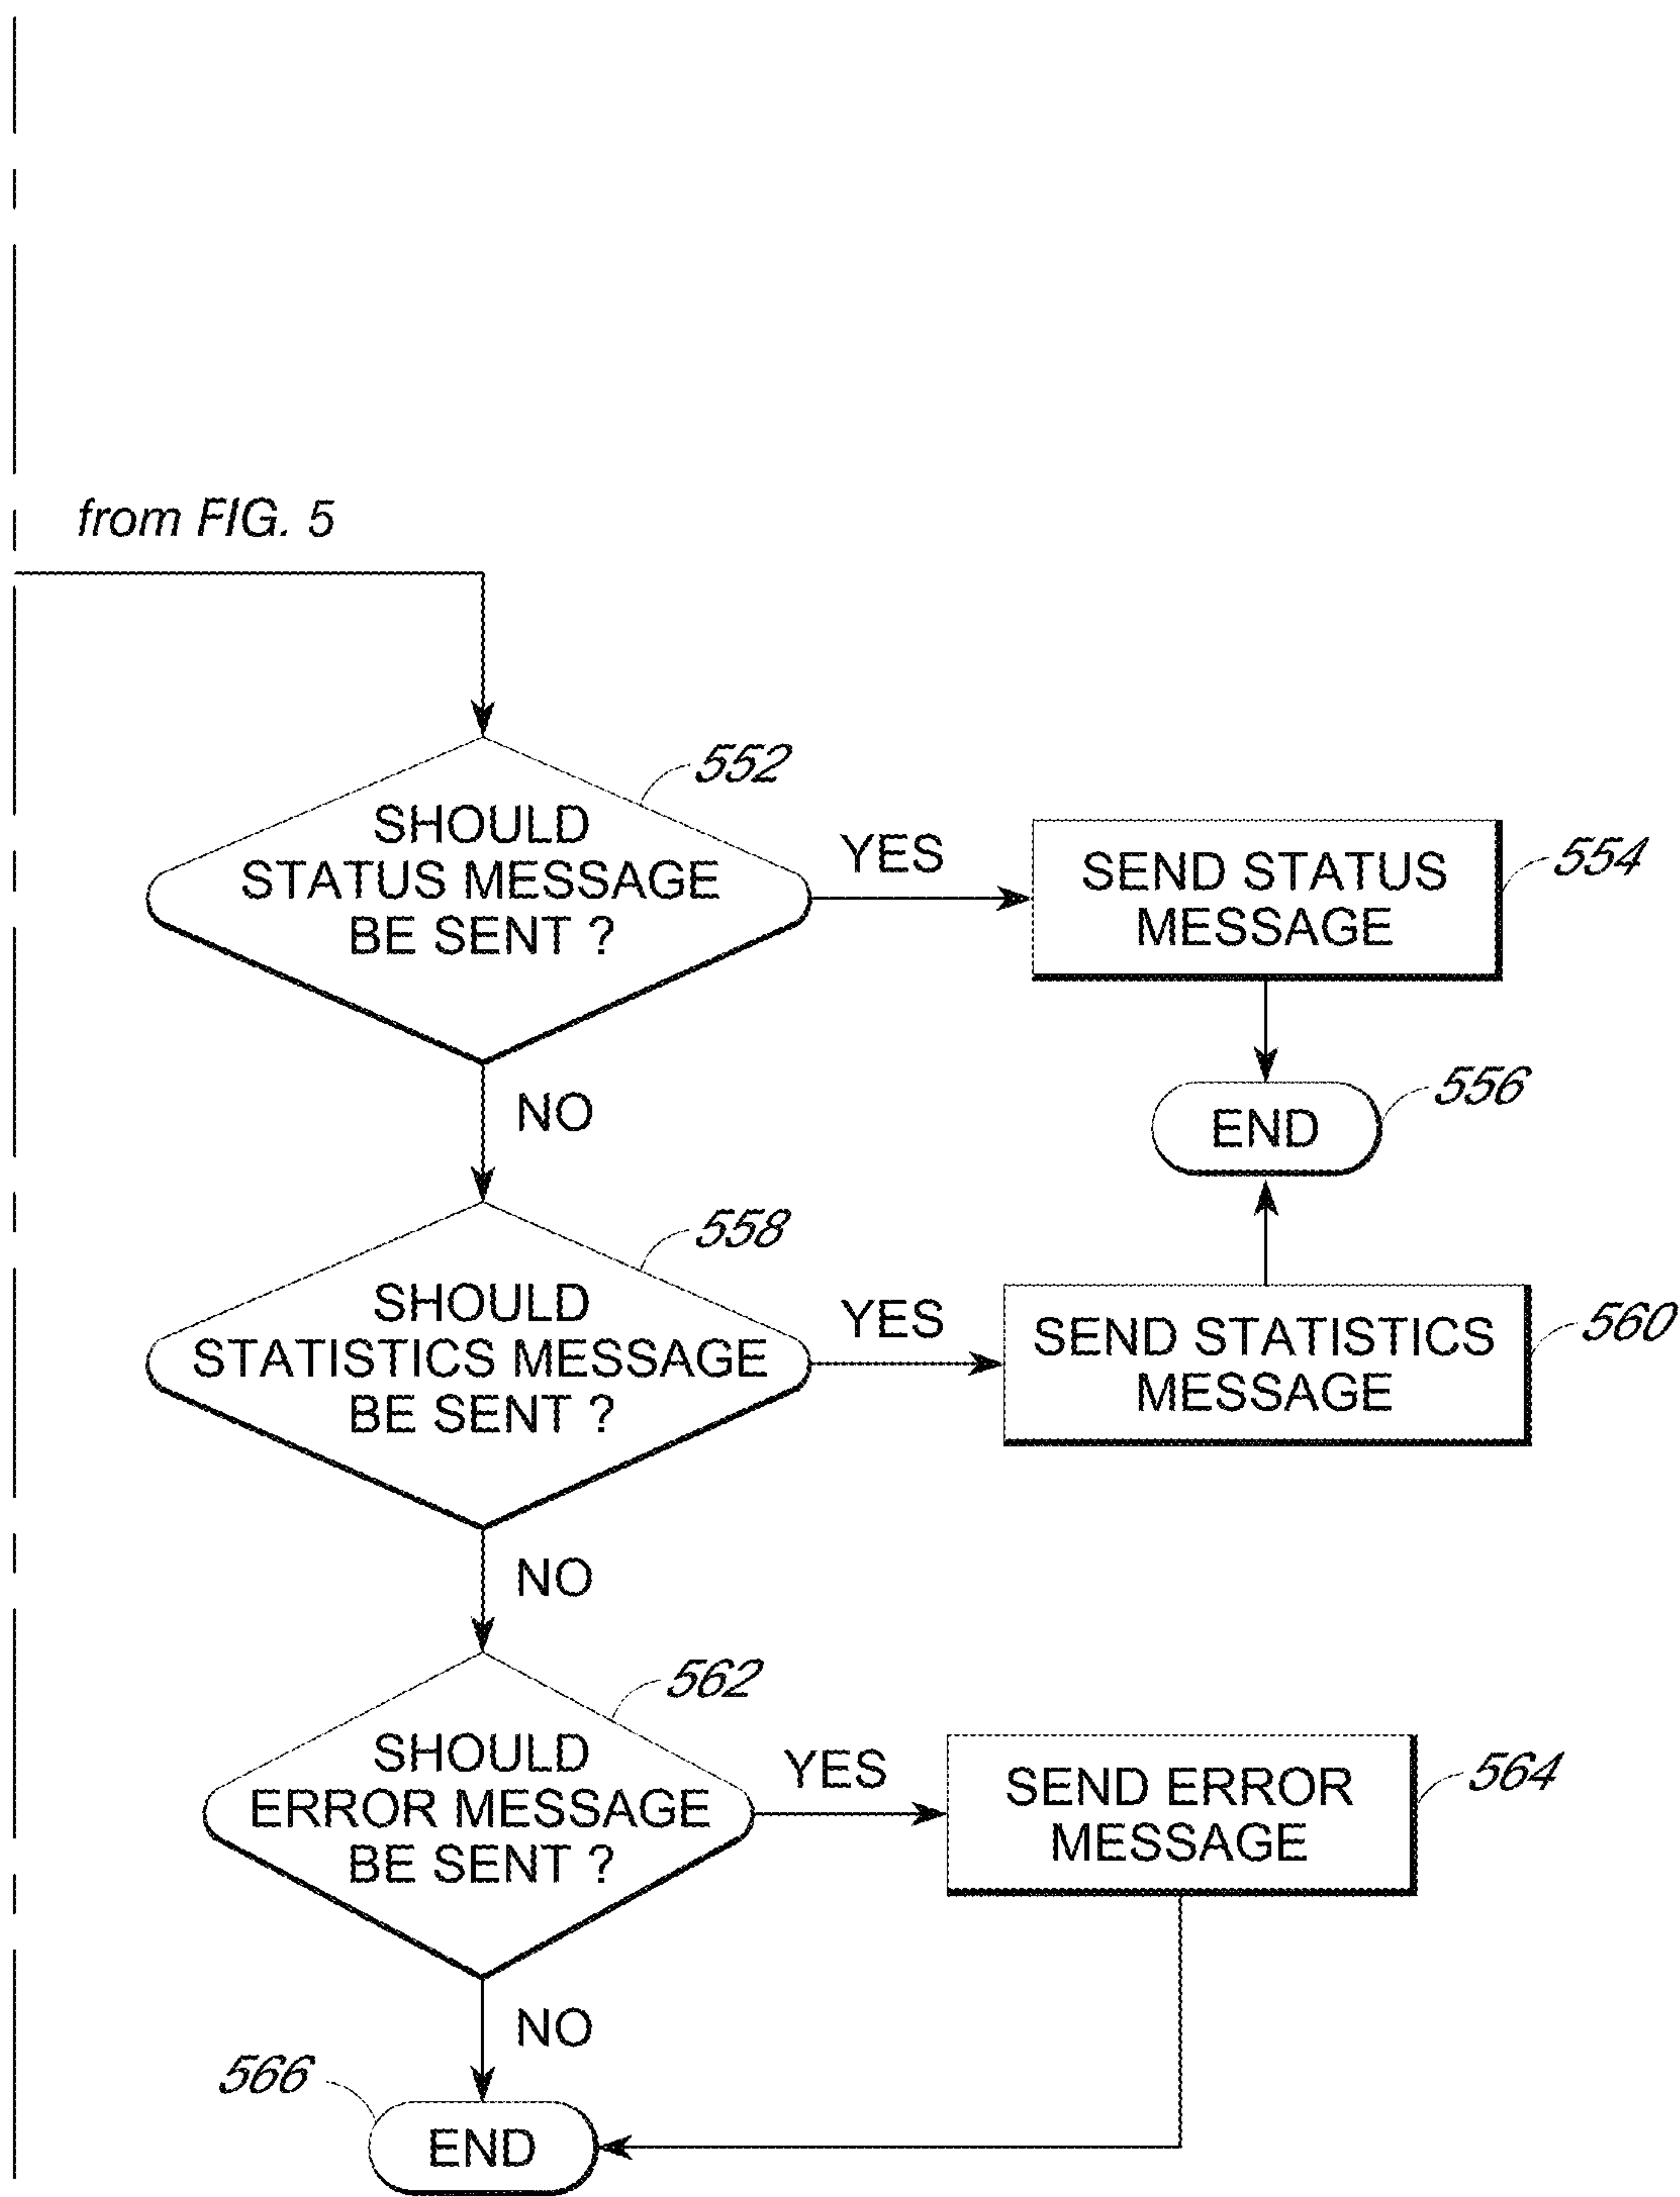 from FIG. 5
552
SHOULD
STATUS MESSAGE
BE SENT ?
YES
SEND STATUS
MESSAGE
554
NO
END
556
558
SHOULD
STATISTICS MESSAGE
BE SENT ?
YES
SEND STATISTICS
MESSAGE
560
NO
562
SHOULD
ERROR MESSAGE
BE SENT ?
YES
SEND ERROR
MESSAGE
564
NO
566
END